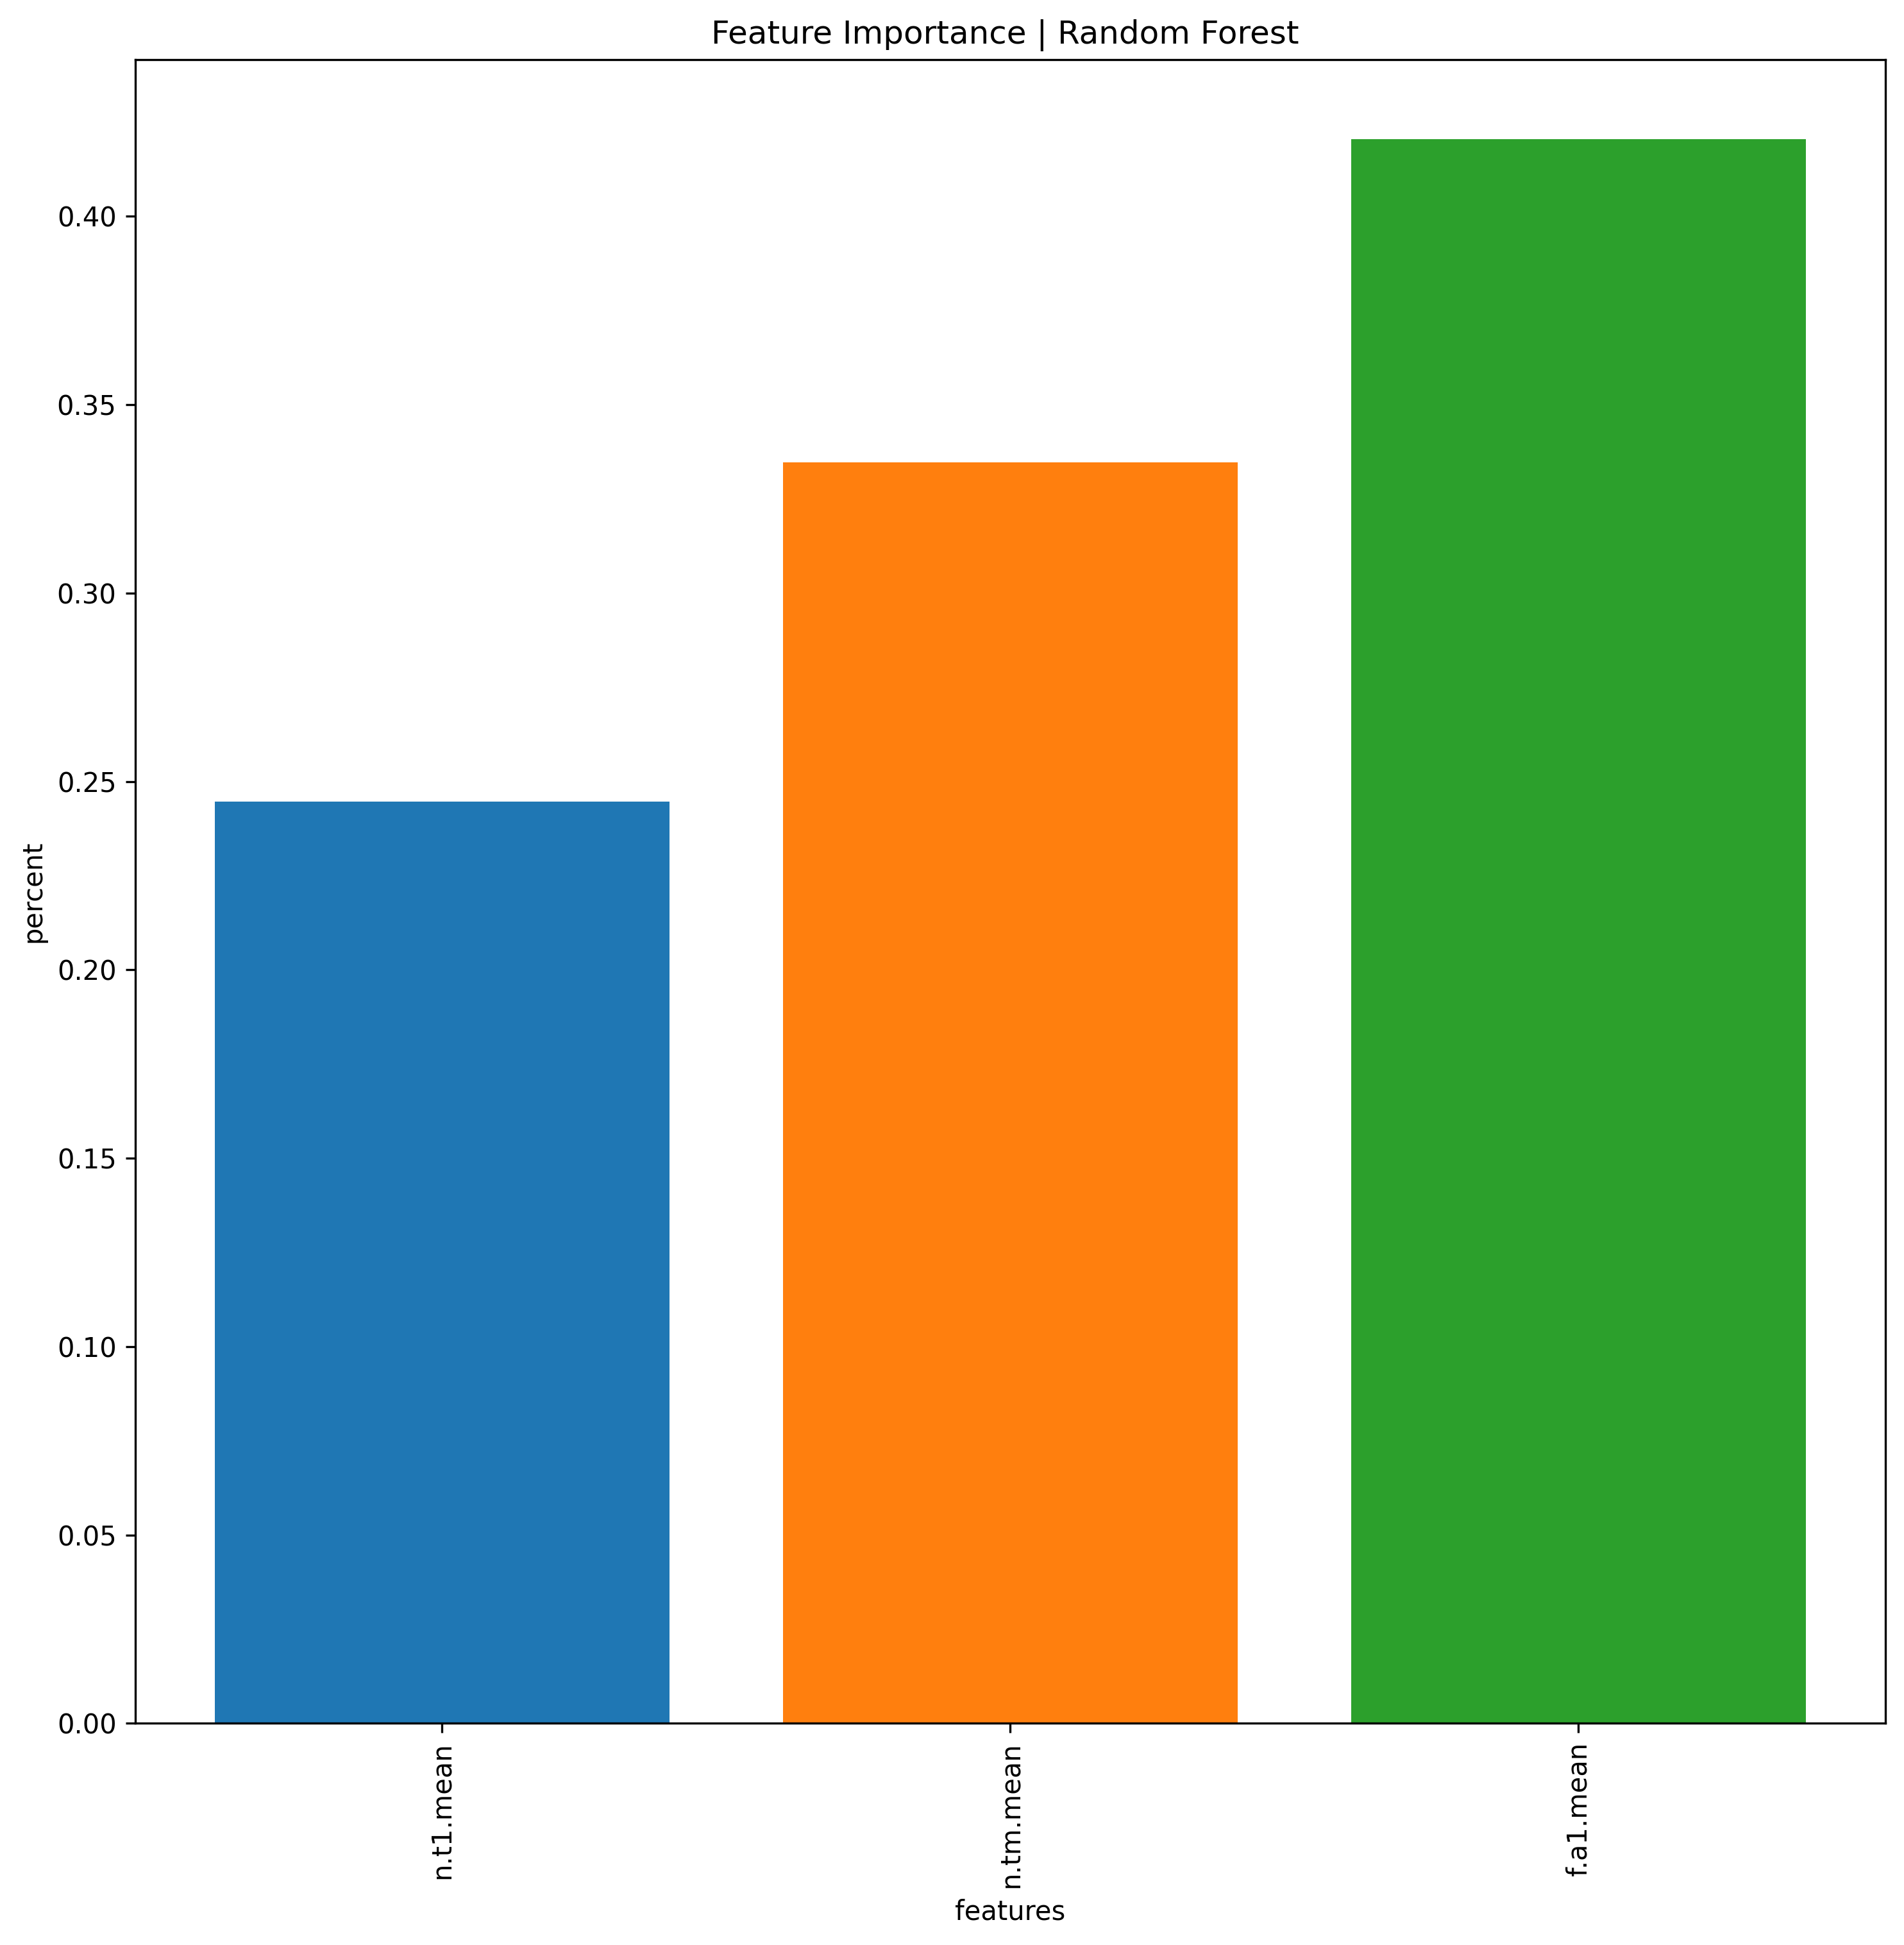 Feature Importance | Random Forest
percent
0.40
0.35
0.30
0.25
0.20
0.15
0.10
0.05
0.00
n.t1.mean
n.tm.mean
f.a1.mean
features